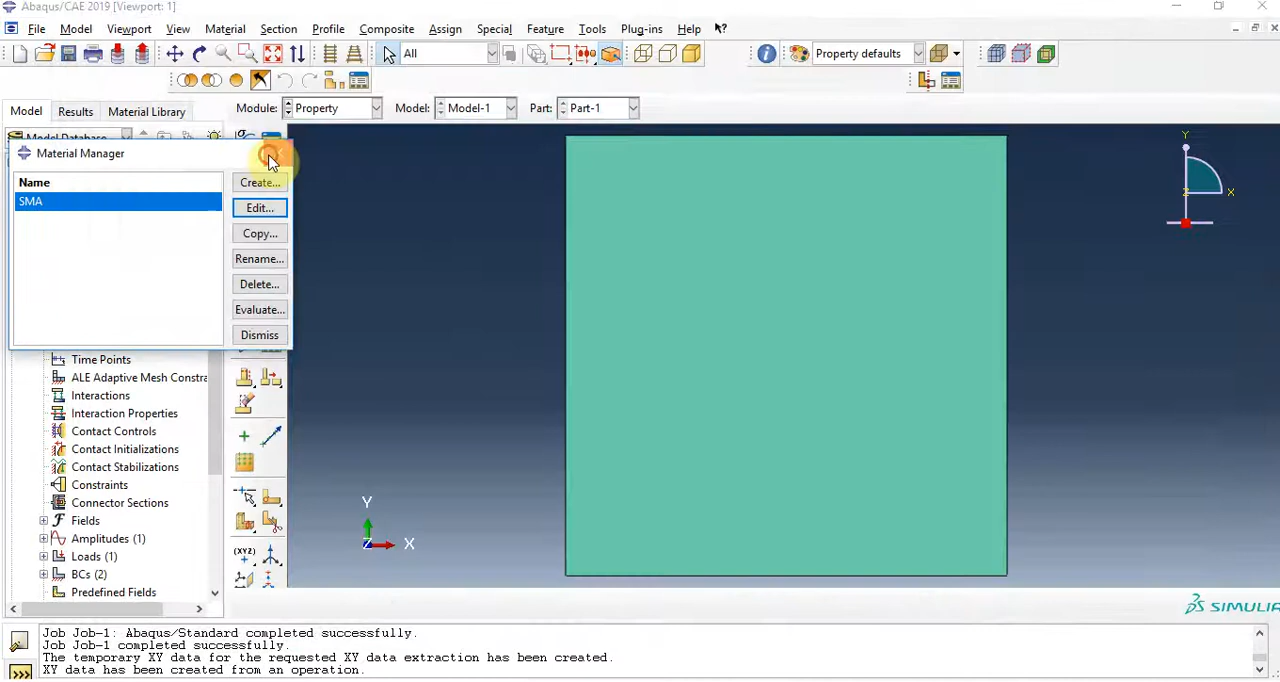 Abaqus/CAE 2019 [Viewport: 1]
File Model Viewport View Material Section Profile Composite Assign Special Feature Tools Plug-ins Help
All Property defaults
Model Results Material Library Module: Property Model: Model-1 Part: Part-1
Model Database
Material Manager
Name Create...
SMA Edit...
Copy...
Rename...
Delete...
Evaluate...
Dismiss
Time Points
ALE Adaptive Mesh Constra
Interactions
Interaction Properties
Contact Controls
Contact Initializations
Contact Stabilizations
Constraints
Connector Sections
Fields
Amplitudes (1)
Loads (1)
BCs (2)
Predefined Fields
(XYZ)
Y
X
Z
Y
X
Z
SIMULIA
Job Job-1: Abaqus/Standard completed successfully.
Job Job-1 completed successfully.
The temporary XY data for the requested XY data extraction has been created.
XY data has been created from an operation.
>>>